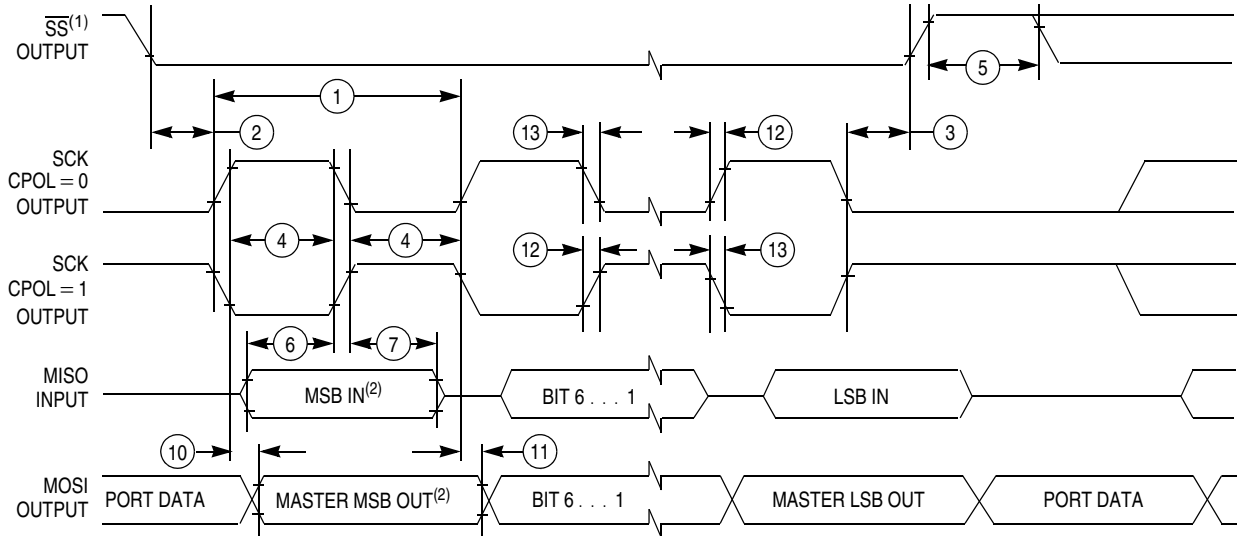 SS(1)
OUTPUT
5
1
2
13
12
3
SCK
CPOL = 0
OUTPUT
4
4
12
13
SCK
CPOL = 1
OUTPUT
6
7
MISO
INPUT
MSB IN(2)
BIT 6 . . . 1
LSB IN
10
11
MOSI
OUTPUT
PORT DATA
MASTER MSB OUT(2)
BIT 6 . . . 1
MASTER LSB OUT
PORT DATA